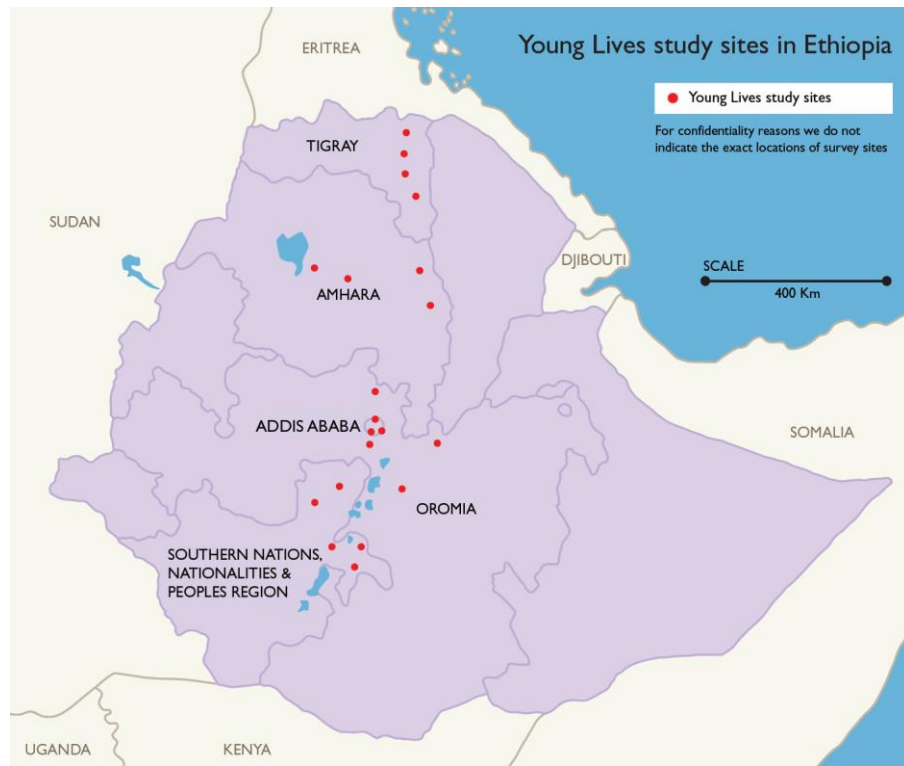 ERITREA
Young Lives study sites in Ethiopia
Young Lives study sites
For confidentiality reasons we do not
indicate the exact locations of survey sites
TIGRAY
SUDAN
DJIBOUTI
SCALE
400 Km
AMHARA
ADDIS ABABA
SOMALIA
OROMIA
SOUTHERN NATIONS,
NATIONALITIES &
PEOPLES REGION
UGANDA
KENYA